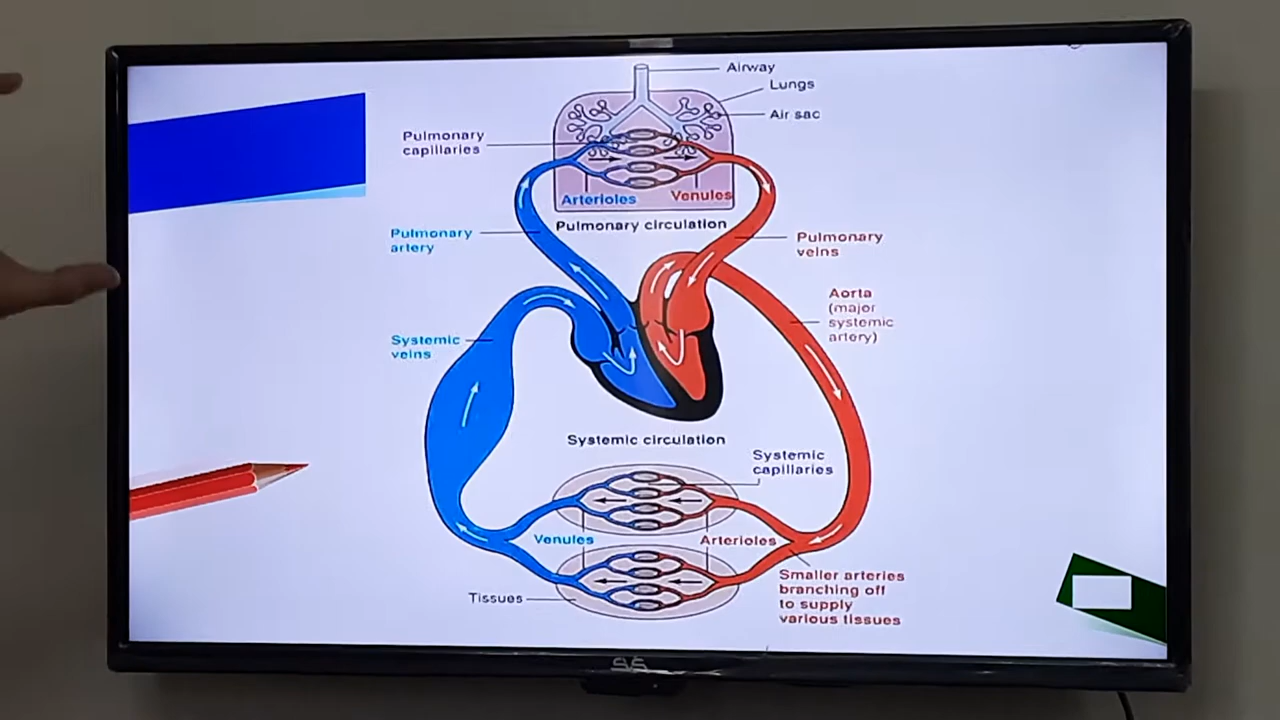 Airway
Lungs
Air sac
Pulmonary
capillaries
Arterioles
Venules
Pulmonary circulation
Pulmonary
artery
Pulmonary
veins
Aorta
(major
systemic
artery)
Systemic
veins
Systemic circulation
Systemic
capillaries
Venules
Arterioles
Tissues
Smaller arteries
branching off
to supply
various tissues